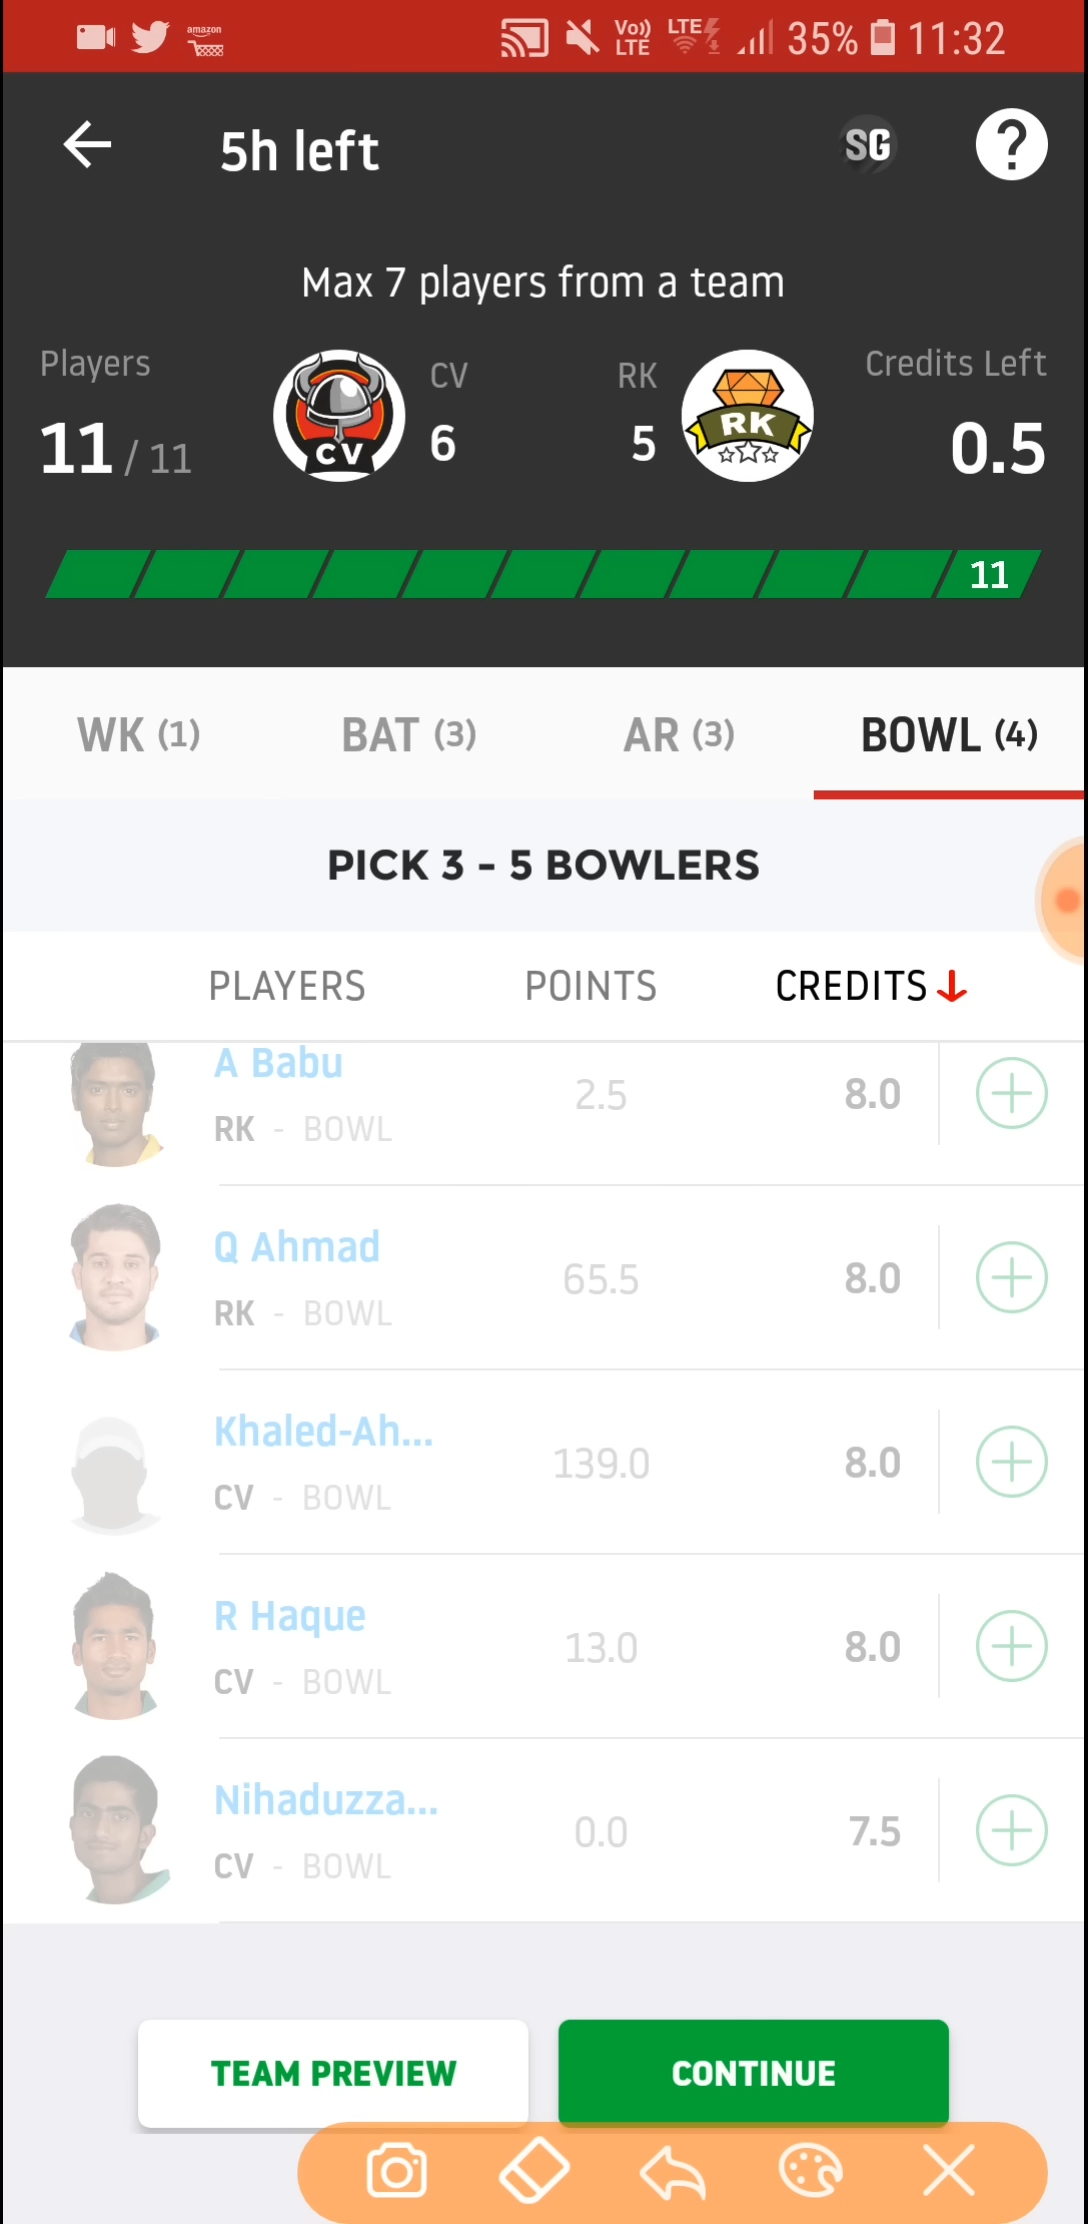 amazon
Vo)) LTE
LTE
35%
11:32
5h left
SG
?
Max 7 players from a team
Players
11 / 11
CV
CV
6
RK
5
RK
Credits Left
0.5
11
WK (1)
BAT (3)
AR (3)
BOWL (4)
PICK 3 - 5 BOWLERS
PLAYERS
POINTS
CREDITS
A Babu
RK - BOWL
2.5
8.0
Q Ahmad
RK - BOWL
65.5
8.0
Khaled-Ah...
CV - BOWL
139.0
8.0
R Haque
CV - BOWL
13.0
8.0
Nihaduzza...
CV - BOWL
0.0
7.5
TEAM PREVIEW
CONTINUE